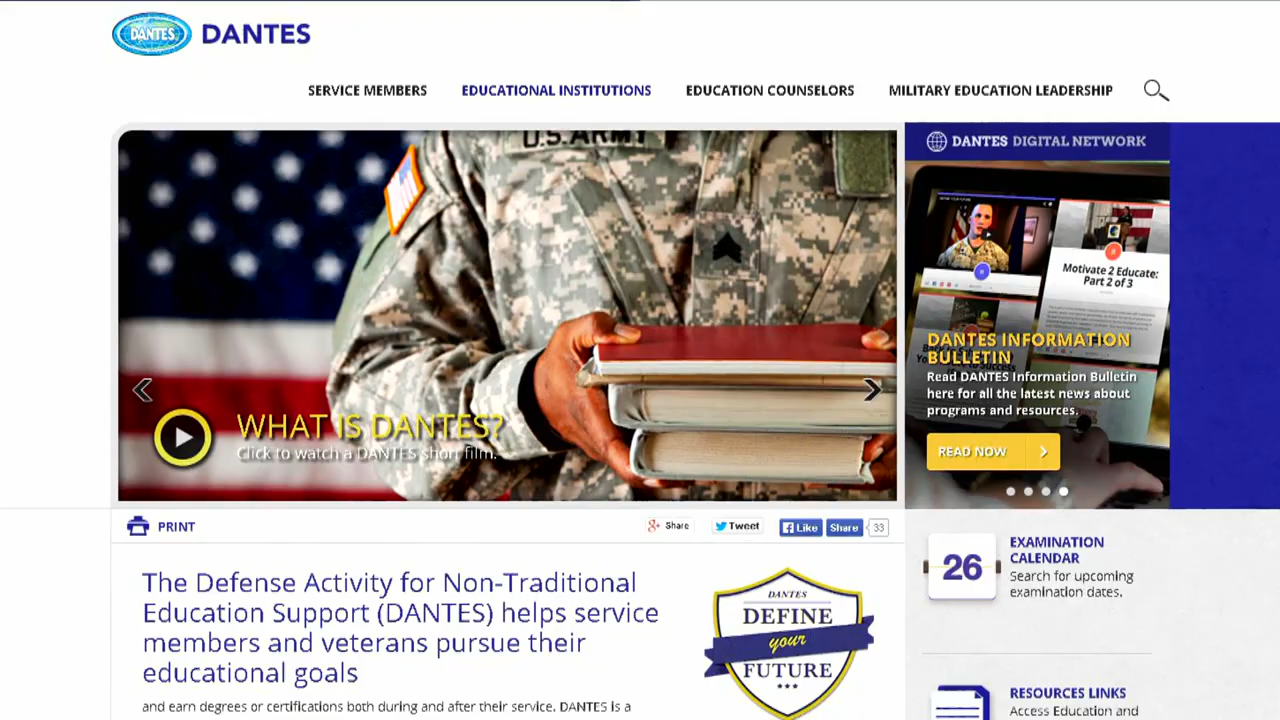 DANTES
DANTES
SERVICE MEMBERS
EDUCATIONAL INSTITUTIONS
EDUCATION COUNSELORS
MILITARY EDUCATION LEADERSHIP
U.S. ARMY
WHAT IS DANTES?
Click to watch a DANTES short film.
DANTES DIGITAL NETWORK
Motivate 2 Educate:
Part 2 of 3
DANTES INFORMATION
BULLETIN
Read DANTES Information Bulletin
here for all the latest news about
programs and resources.
READ NOW
PRINT
Share
Tweet
Like
Share
33
The Defense Activity for Non-Traditional
Education Support (DANTES) helps service
members and veterans pursue their
educational goals
and earn degrees or certifications both during and after their service. DANTES is a
DANTES
DEFINE
your
FUTURE
26
EXAMINATION
CALENDAR
Search for upcoming
examination dates.
RESOURCES LINKS
Access Education and